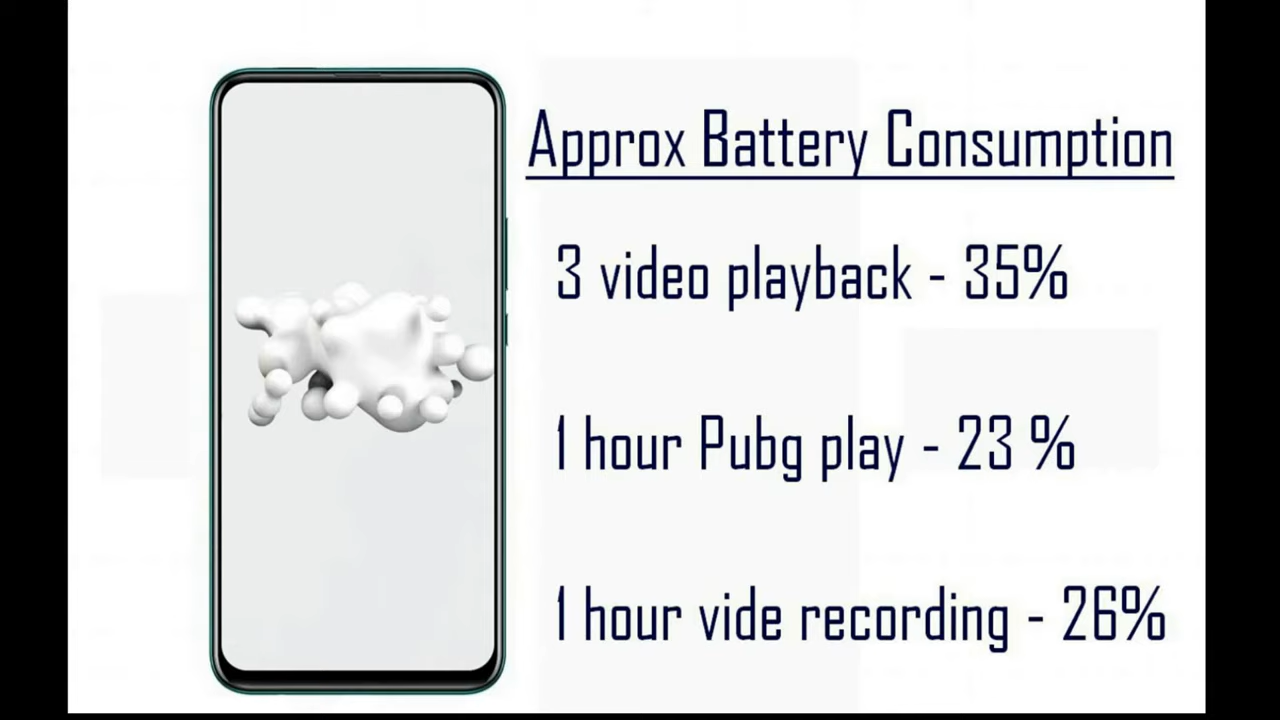 Approx Battery Consumption
3 video playback - 35%
1 hour Pubg play - 23 %
1 hour vide recording - 26%